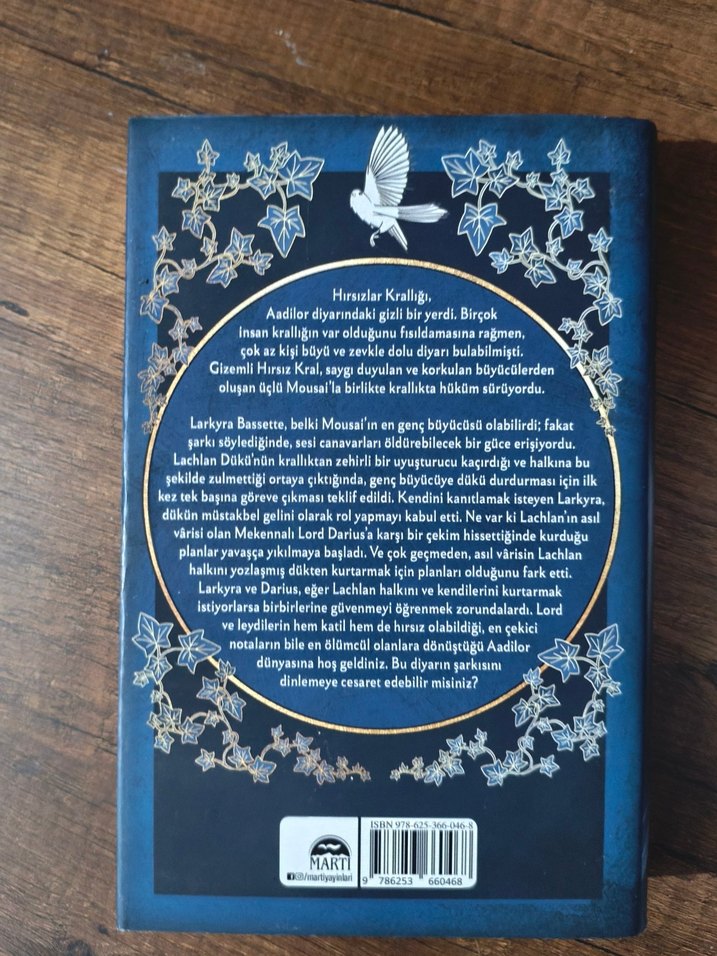 Hırsızlar Krallığı,
Aadilor diyarındaki gizli bir yerdi. Birçok
insan krallığın var olduğunu fısıldamasına rağmen,
çok az kişi büyü ve zevkle dolu diyarı bulabilmişti.
Gizemli Hırsız Kral, saygı duyulan ve korkulan büyücülerden
oluşan üçlü Mousai'la birlikte krallıkta hüküm sürüyordu.
Larkyra Bassette, belki Mousai'ın en genç büyücüsü olabilirdi; fakat
şarkı söylediğinde, sesi canavarları öldürebilecek bir güce erişiyordu.
Lachlan Dükü'nün krallıktan zehirli bir uyuşturucu kaçırdığı ve halkına bu
şekilde zulmettiği ortaya çıktığında, genç büyücüye dükü durdurması için ilk
kez tek başına göreve çıkması teklif edildi. Kendini kanıtlamak isteyen Larkyra,
dükün müstakbel gelini olarak rol yapmayı kabul etti. Ne var ki Lachlan'ın asıl
vârisi olan Mekennalı Lord Darius'a karşı bir çekim hissettiğinde kurduğu
planlar yavaşça yıkılmaya başladı. Ve çok geçmeden, asıl vârisin Lachlan
halkını yozlaşmış dükten kurtarmak için planları olduğunu fark etti.
Larkyra ve Darius, eğer Lachlan halkını ve kendilerini kurtarmak
istiyorlarsa birbirlerine güvenmeyi öğrenmek zorundalardı. Lord
ve leydilerin hem katil hem de hırsız olabildiği, en çekici
notaların bile en ölümcül olanlara dönüştüğü Aadilor
dünyasına hoş geldiniz. Bu diyarın şarkısını
dinlemeye cesaret edebilir misiniz?
ISBN 978-625-366-046-8
MARTI
/martiyayinlari
9 786253 660468